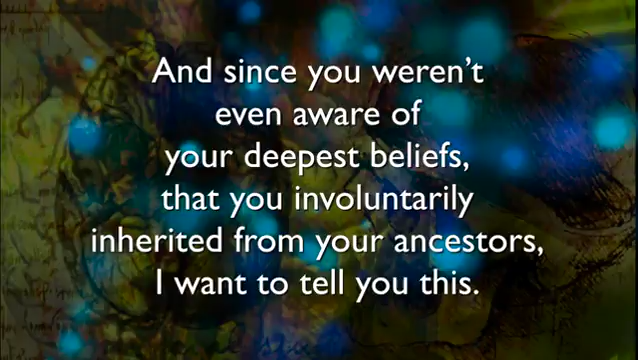 And since you weren't
even aware of
your deepest beliefs,
that you involuntarily
inherited from your ancestors,
I want to tell you this.